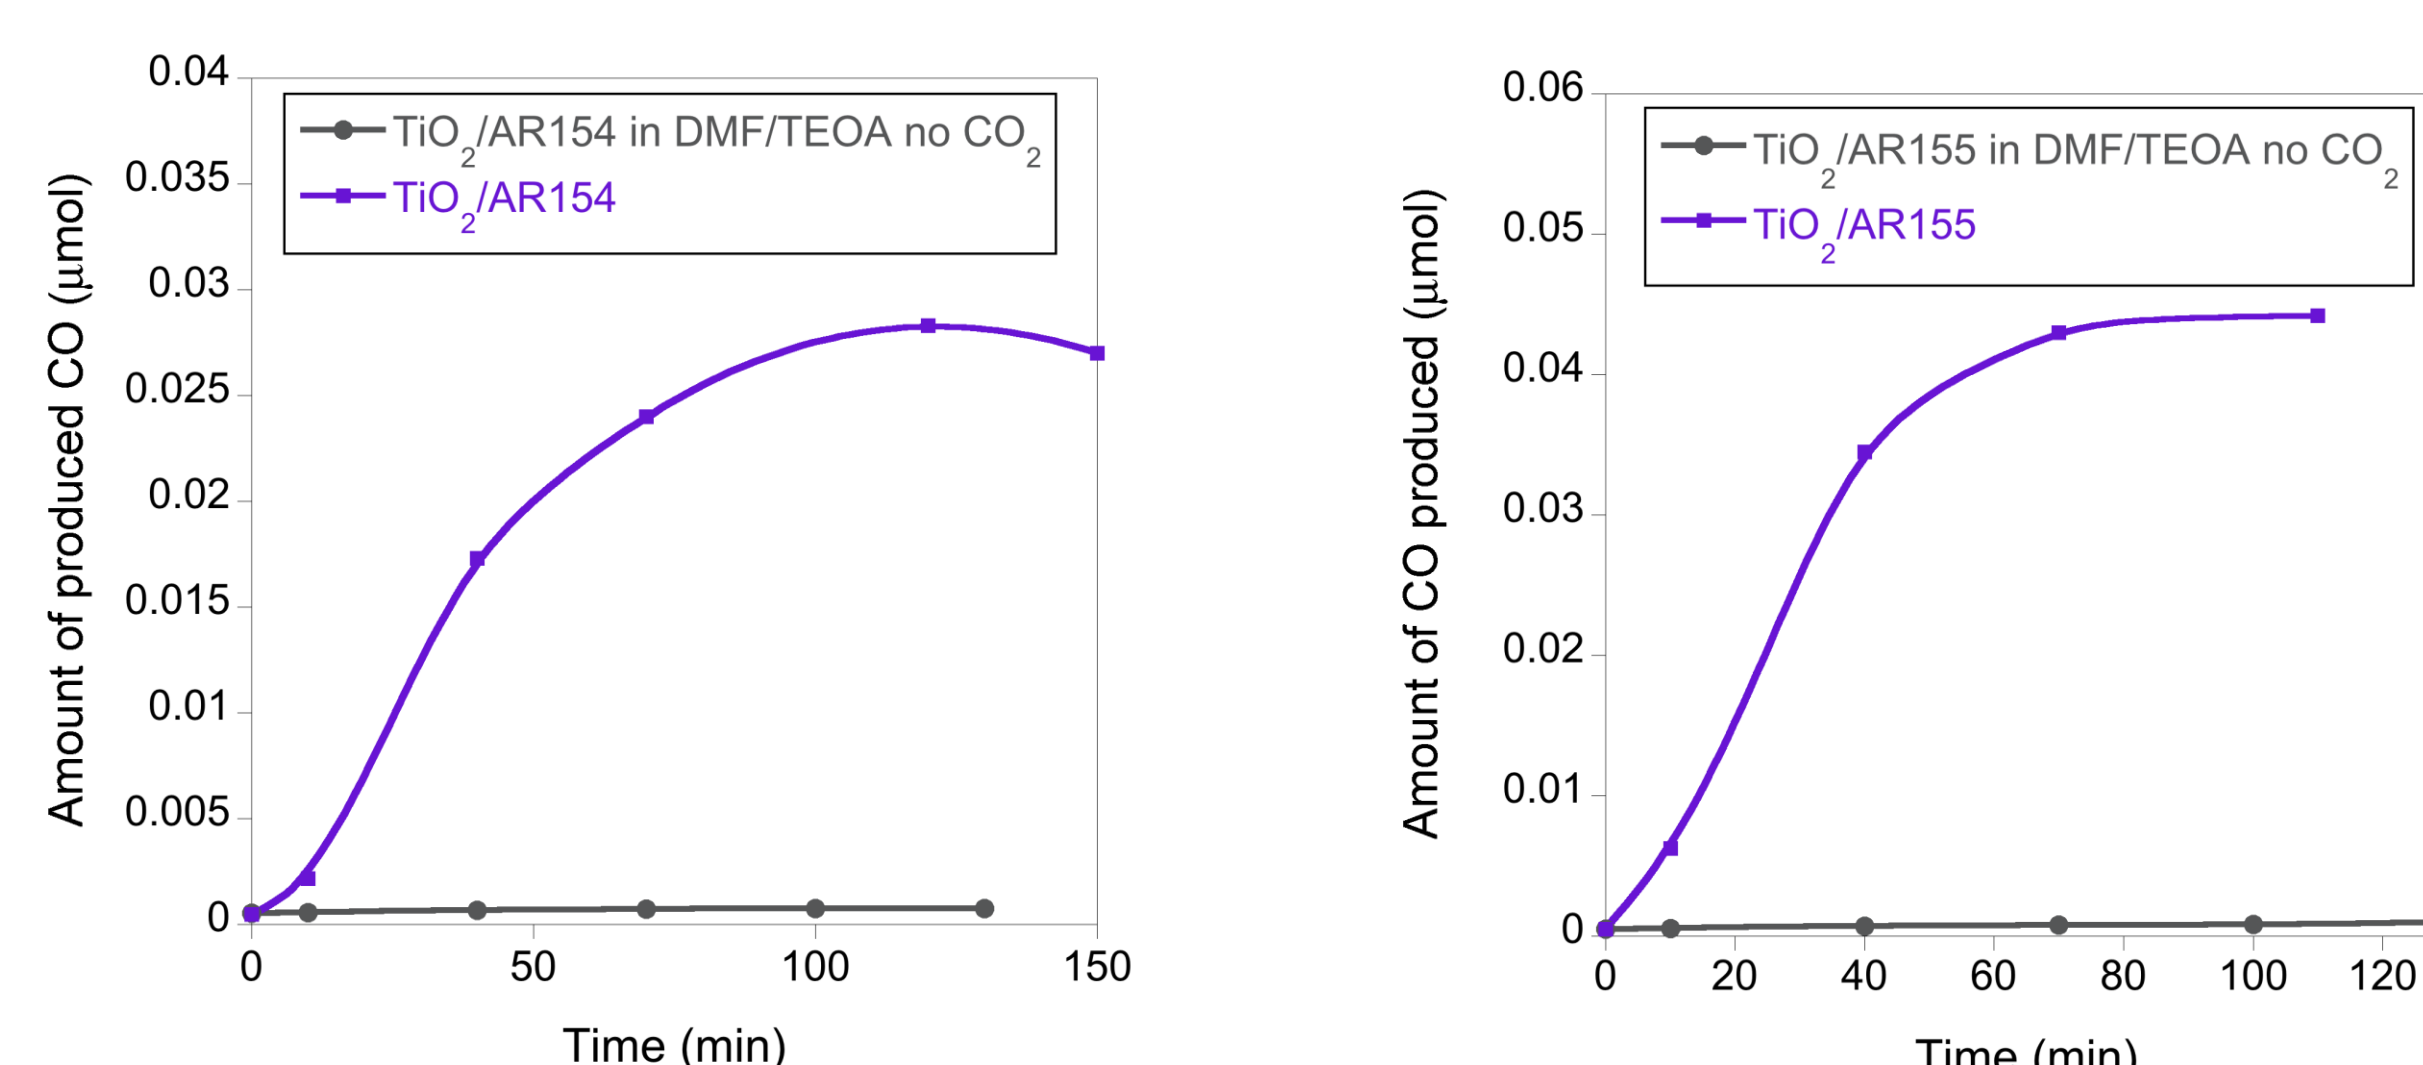 Amount of produced CO (μmol)
0.04
0.035
0.03
0.025
0.02
0.015
0.01
0.005
0
TiO2/AR154 in DMF/TEOA no CO2
TiO2/AR154
0 50 100 150
Time (min)
Amount of CO produced (μmol)
0.06
0.05
0.04
0.03
0.02
0.01
0
TiO2/AR155 in DMF/TEOA no CO2
TiO2/AR155
0 20 40 60 80 100 120
Time (min)